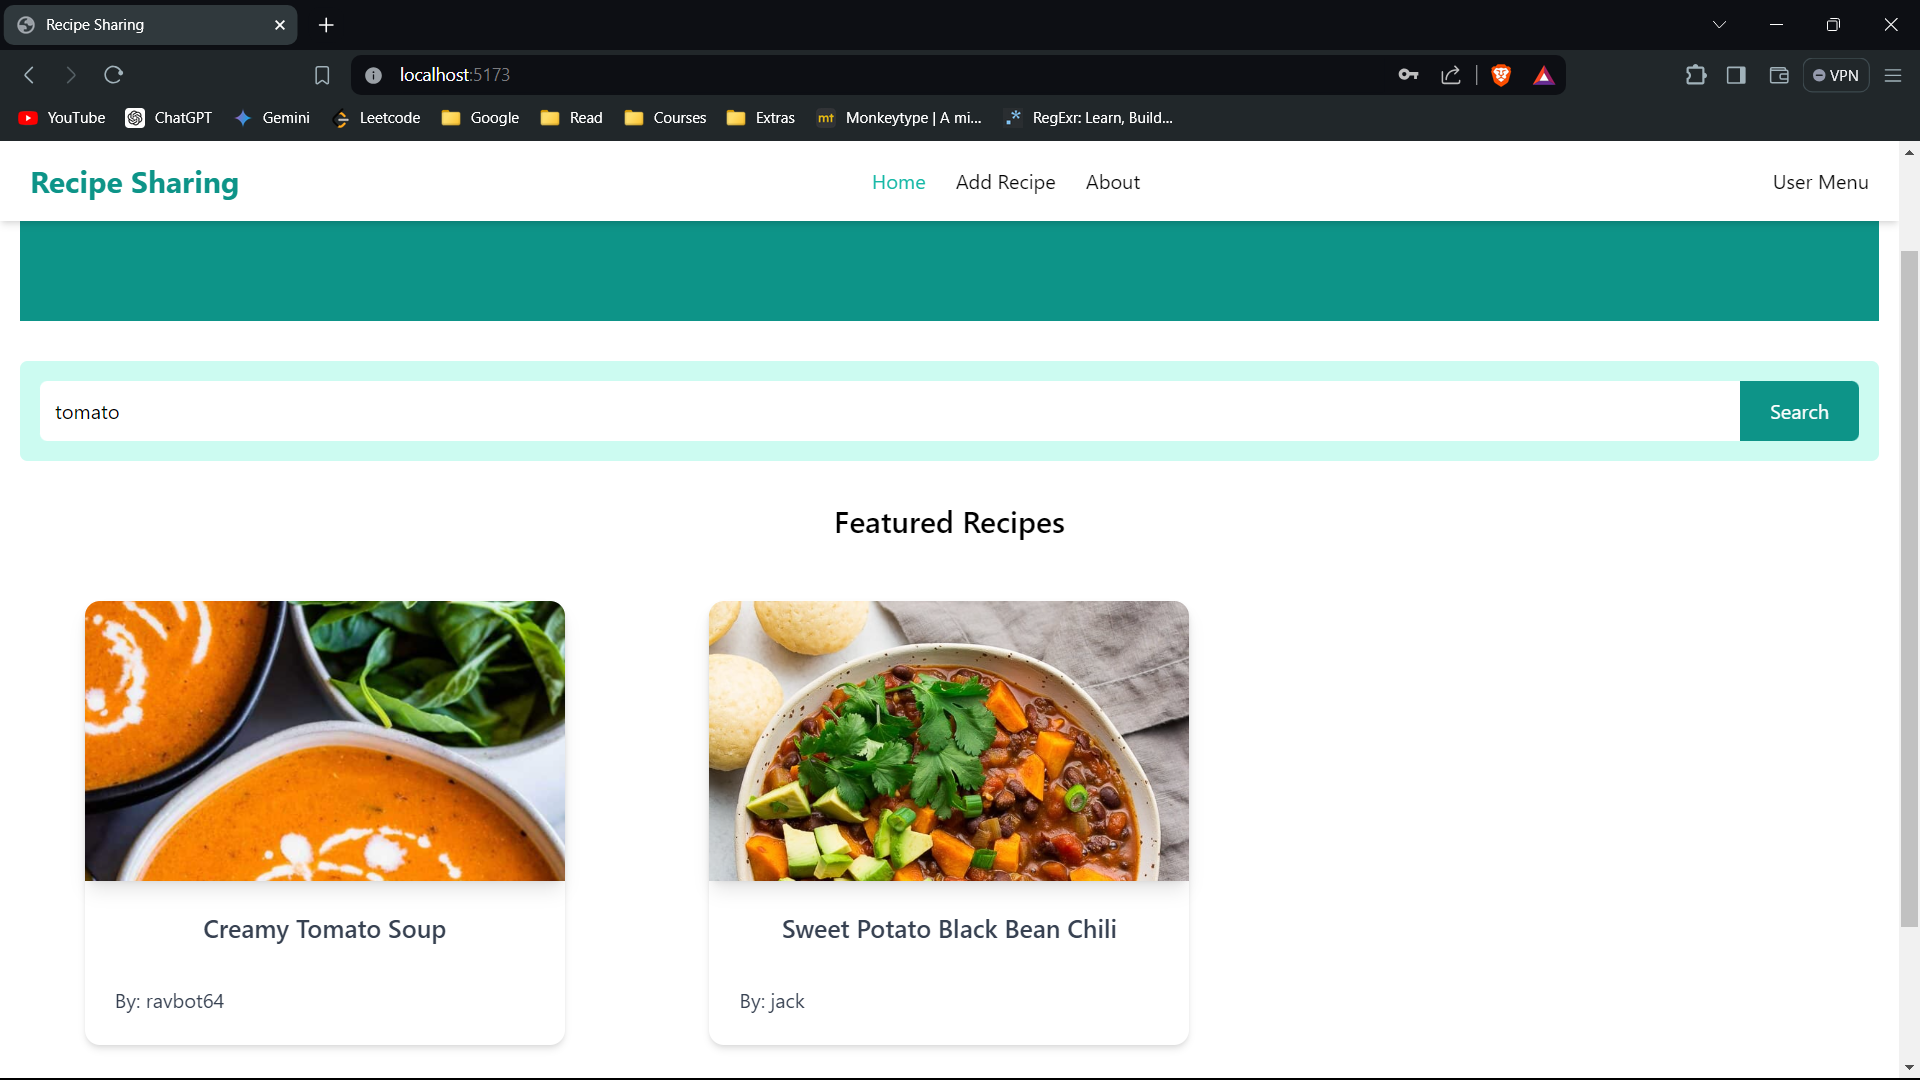 Recipe Sharing
localhost:5173
VPN
YouTube ChatGPT Gemini Leetcode Google Read Courses Extras mt Monkeytype | A mi... RegExr: Learn, Build...
Recipe Sharing Home Add Recipe About User Menu
tomato Search
Featured Recipes
Creamy Tomato Soup Sweet Potato Black Bean Chili
By: ravbot64 By: jack